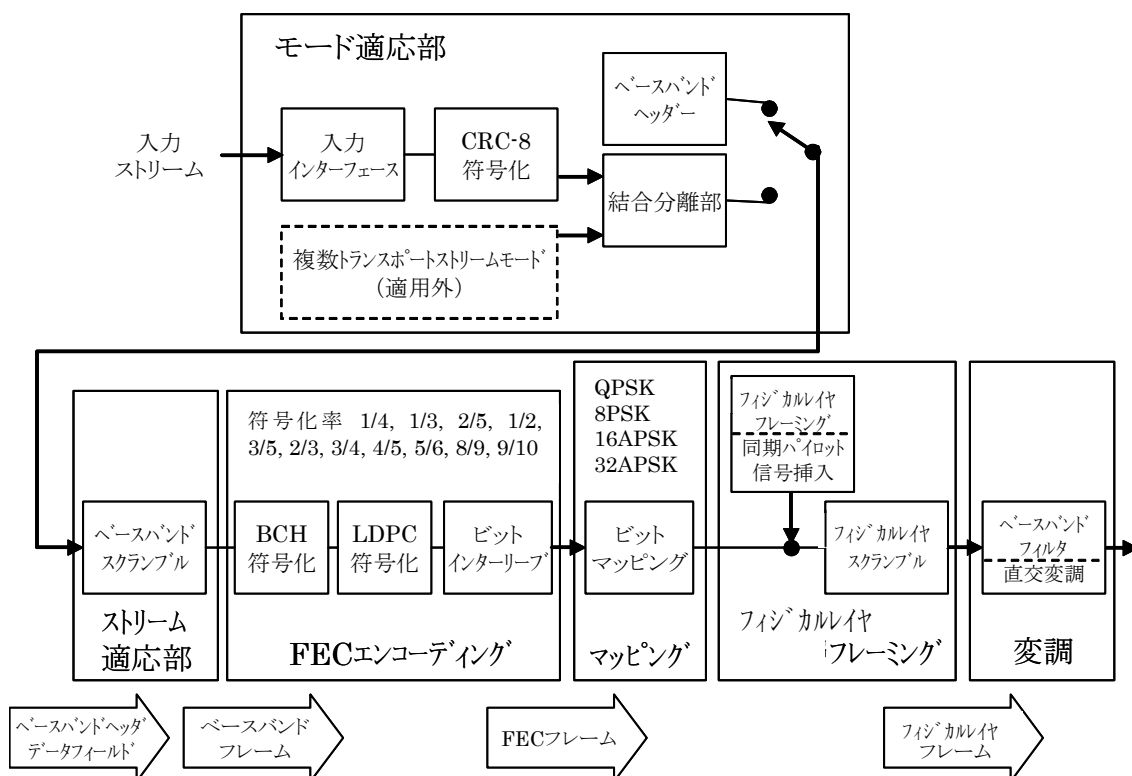 モード適応部
ベースバンド
ヘッダー
入力
ストリーム
入力
インターフェース
CRC-8
符号化
結合分離部
複数トランスポートストリームモード
(適用外)
符号化率 1/4, 1/3, 2/5, 1/2,
3/5, 2/3, 3/4, 4/5, 5/6, 8/9, 9/10
QPSK
8PSK
16APSK
32APSK
フィジカルレイヤ
フレーミング
同期パイロット
信号挿入
ベースバンド
スクランブル
BCH
符号化
LDPC
符号化
ビット
インターリーブ
ビット
マッピング
フィジカルレイヤ
スクランブル
ベースバンド
フィルタ
直交変調
ストリーム
適応部
FECエンコーディング
マッピング
フィジカルレイヤ
フレーミング
変調
ベースバンドヘッダ
データフィールド
ベースバンド
フレーム
FECフレーム
フィジカルレイヤ
フレーム